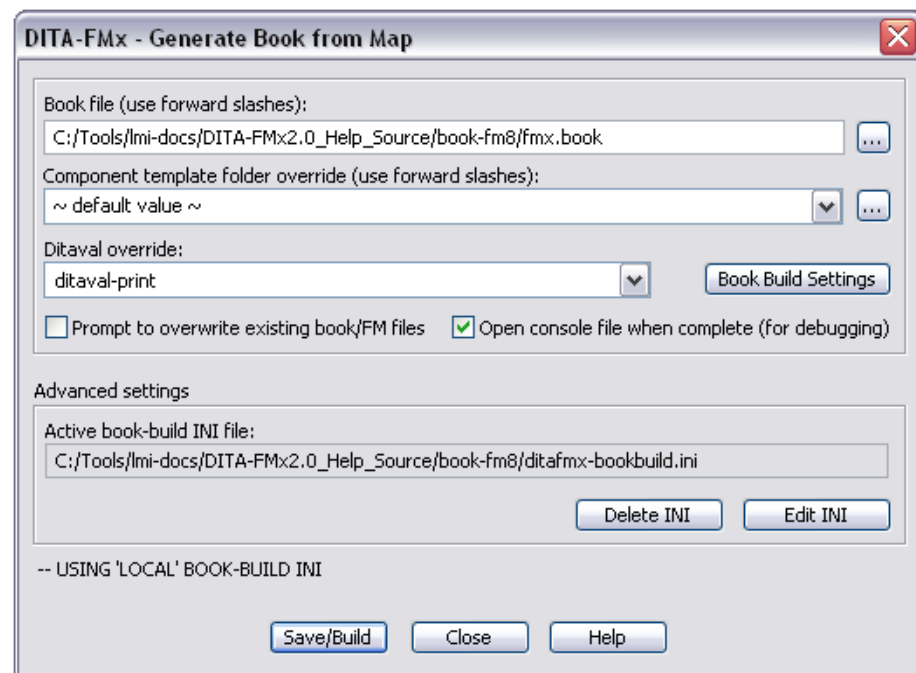 DITA-FMx - Generate Book from Map
Book file (use forward slashes):
C:/Tools/lmi-docs/DITA-FMx2.0_Help_Source/book-fm8/fmx.book
...
Component template folder override (use forward slashes):
~ default value ~
...
Ditaval override:
ditaval-print
Book Build Settings
Prompt to overwrite existing book/FM files
Open console file when complete (for debugging)
Advanced settings
Active book-build INI file:
C:/Tools/lmi-docs/DITA-FMx2.0_Help_Source/book-fm8/ditafmx-bookbuild.ini
Delete INI
Edit INI
-- USING 'LOCAL' BOOK-BUILD INI
Save/Build
Close
Help